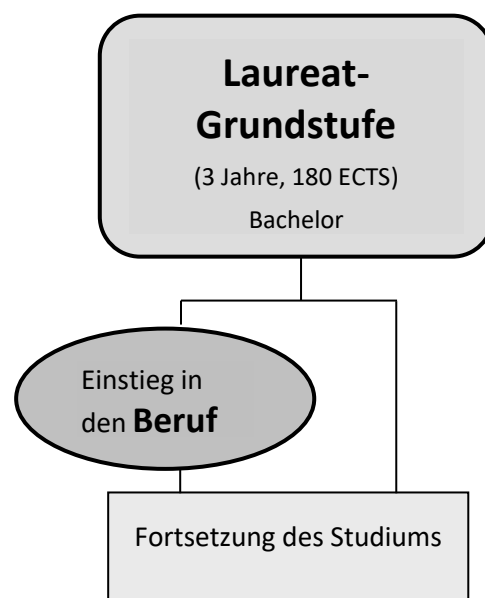 Laureat-
Grundstufe
(3 Jahre, 180 ECTS)
Bachelor
Einstieg in
den Beruf
Fortsetzung des Studiums